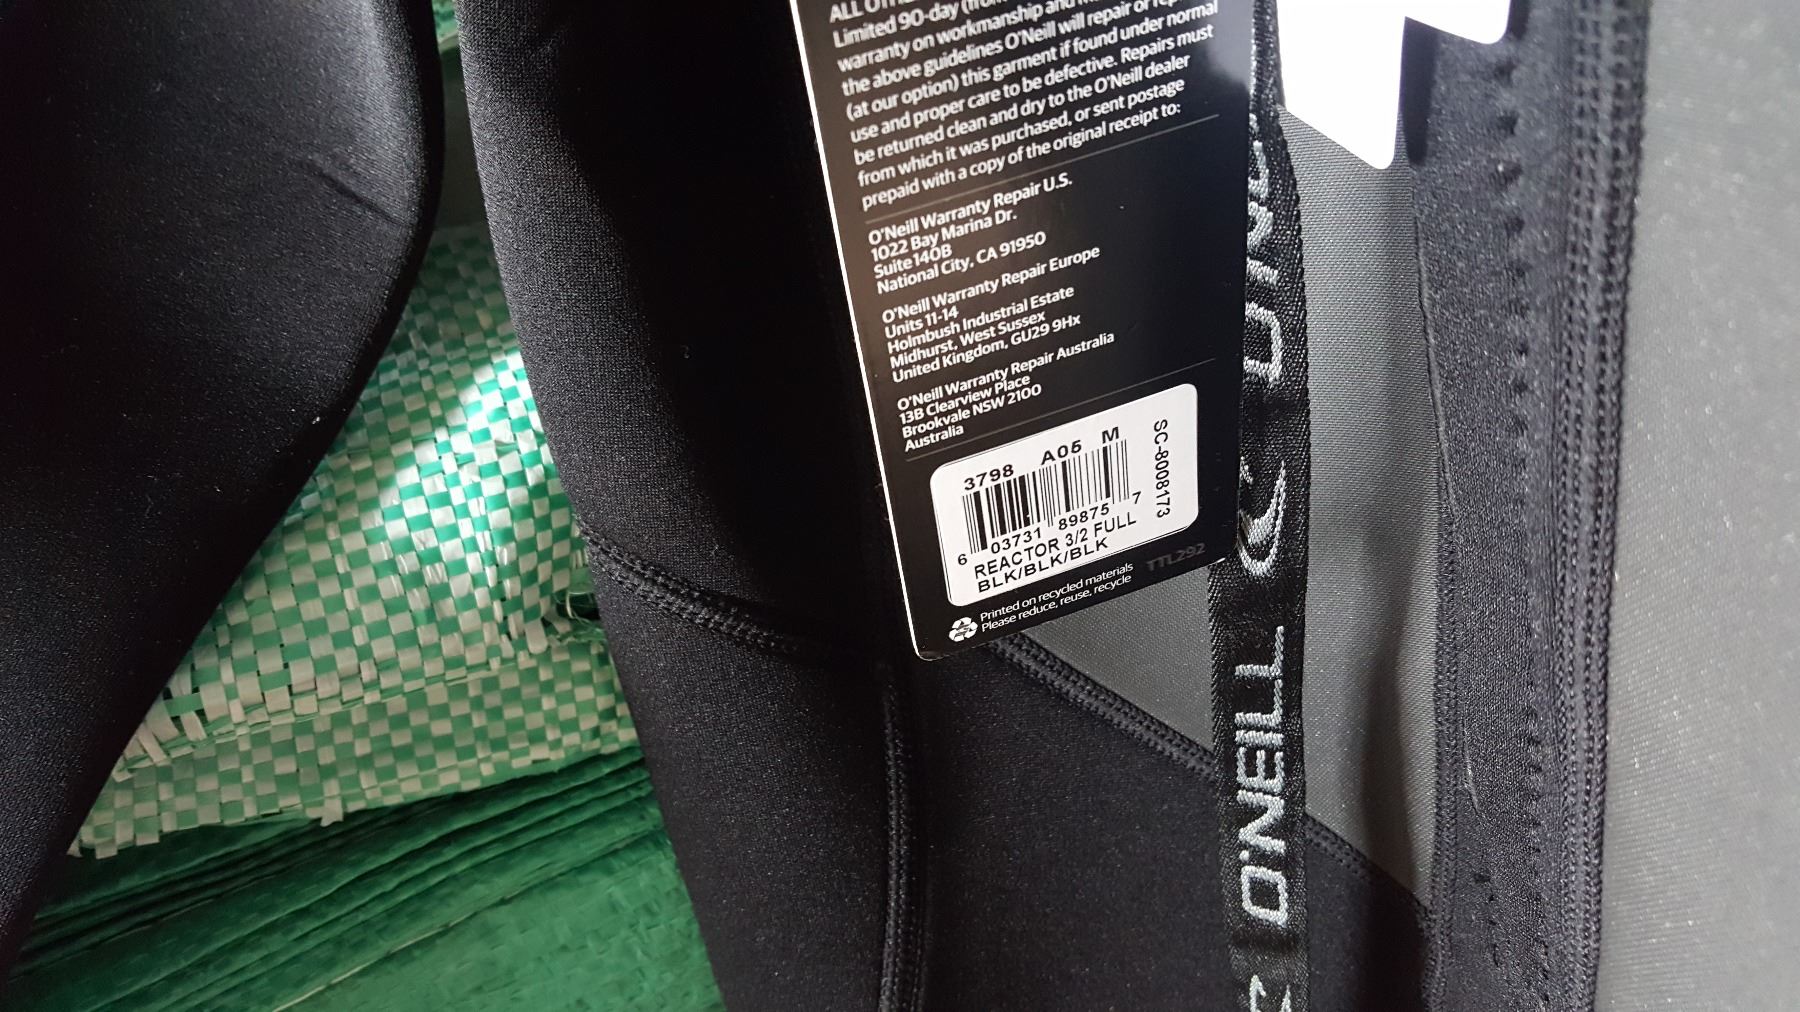 Limited 90-day
warranty on workmanship and
the above guidelines O'Neill will repair or
(at our option) this garment if found under normal
use and proper care to be defective. Repairs must
be returned clean and dry to the O'Neill dealer
from which it was purchased, or sent postage
prepaid with a copy of the original receipt to:
O'Neill Warranty Repair U.S.
1022 Bay Marina Dr.
Suite 140B
National City, CA 91950
O'Neill Warranty Repair Europe
Units 11-14
Holmbush Industrial Estate
Midhurst, West Sussex
United Kingdom, GU29 9Hx
O'Neill Warranty Repair Australia
13B Clearview Place
Brookvale NSW 2100
Australia
3798 A05 M
6 03731 89875 7
REACTOR 3/2 FULL
BLK/BLK/BLK
SC-8008173
Printed on recycled materials
Please reduce, reuse, recycle
TTL292
O'NEILL